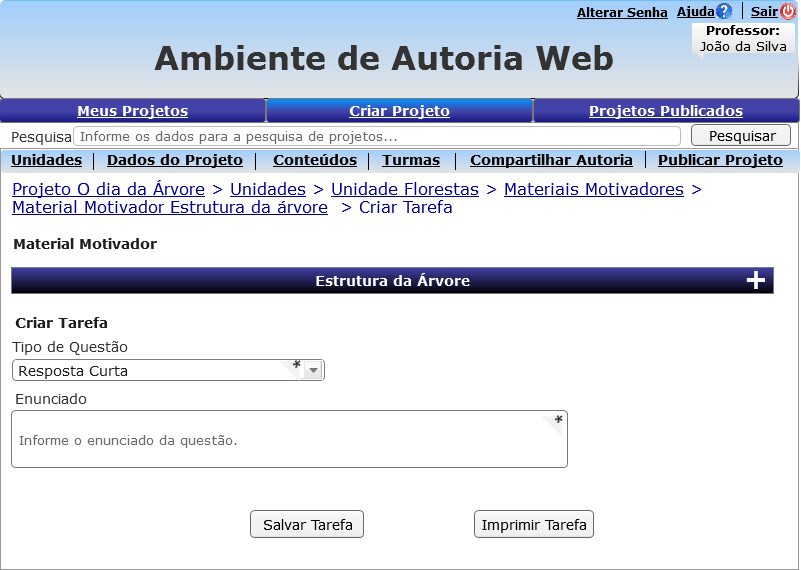 Alterar Senha Ajuda? Sair
Professor:
João da Silva
Ambiente de Autoria Web
Meus Projetos Criar Projeto Projetos Publicados
Pesquisa Informe os dados para a pesquisa de projetos... Pesquisar
Unidades | Dados do Projeto | Conteúdos | Turmas | Compartilhar Autoria | Publicar Projeto
Projeto O dia da Árvore > Unidades > Unidade Florestas > Materiais Motivadores >
Material Motivador Estrutura da árvore > Criar Tarefa
Material Motivador
Estrutura da Árvore +
Criar Tarefa
Tipo de Questão
Resposta Curta *
Enunciado
Informe o enunciado da questão. *
Salvar Tarefa Imprimir Tarefa